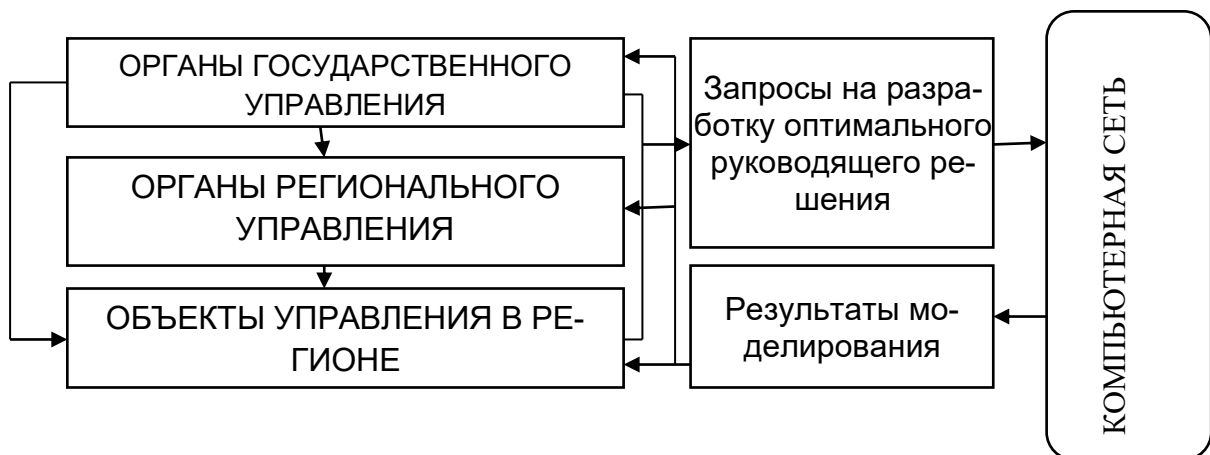 ОРГАНЫ ГОСУДАРСТВЕННОГО
УПРАВЛЕНИЯ
ОРГАНЫ РЕГИОНАЛЬНОГО
УПРАВЛЕНИЯ
ОБЪЕКТЫ УПРАВЛЕНИЯ В РЕ-
ГИОНЕ
Запросы на разра-
ботку оптимального
руководящего ре-
шения
Результаты мо-
делирования
КОМПЬЮТЕРНАЯ СЕТЬ